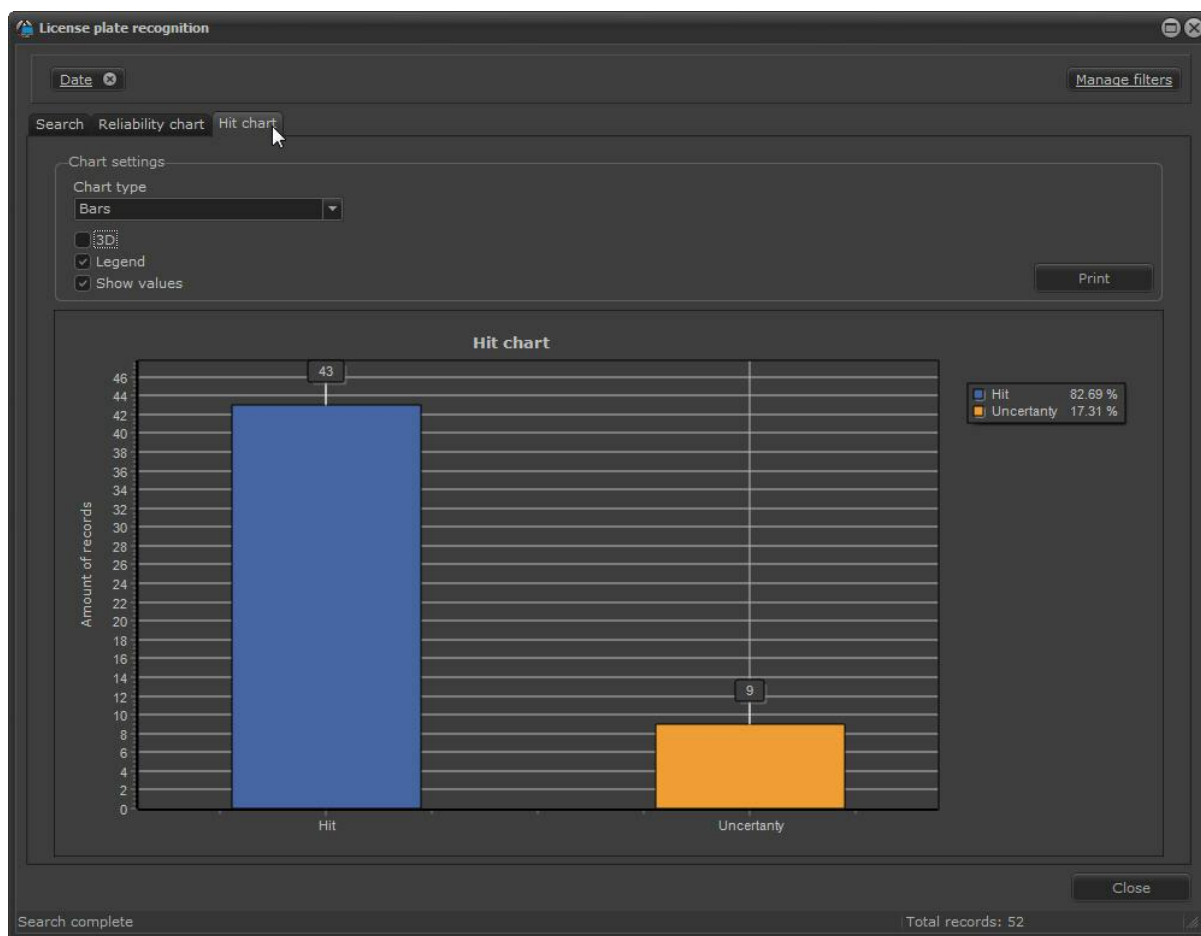 License plate recognition
Date
Manage filters
Search Reliability chart Hit chart
Chart settings
Chart type
Bars
3D
Legend
Show values
Print
Hit chart
43
Hit 82.69 %
Uncertanty 17.31 %
46
44
42
40
38
36
34
32
30
28
26
24
22
20
18
16
14
12
10
8
6
4
2
0
Amount of records
9
Hit Uncertanty
Close
Search complete Total records: 52